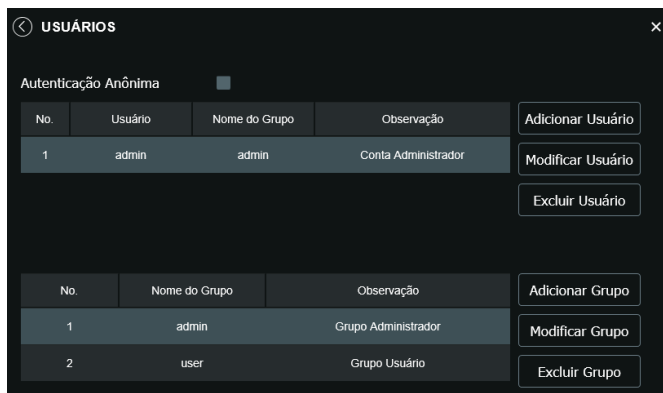 USUÁRIOS
×
Autenticação Anônima
No. Usuário Nome do Grupo Observação Adicionar Usuário
1 admin admin Conta Administrador Modificar Usuário
Excluir Usuário
No. Nome do Grupo Observação Adicionar Grupo
1 admin Grupo Administrador Modificar Grupo
2 user Grupo Usuário Excluir Grupo